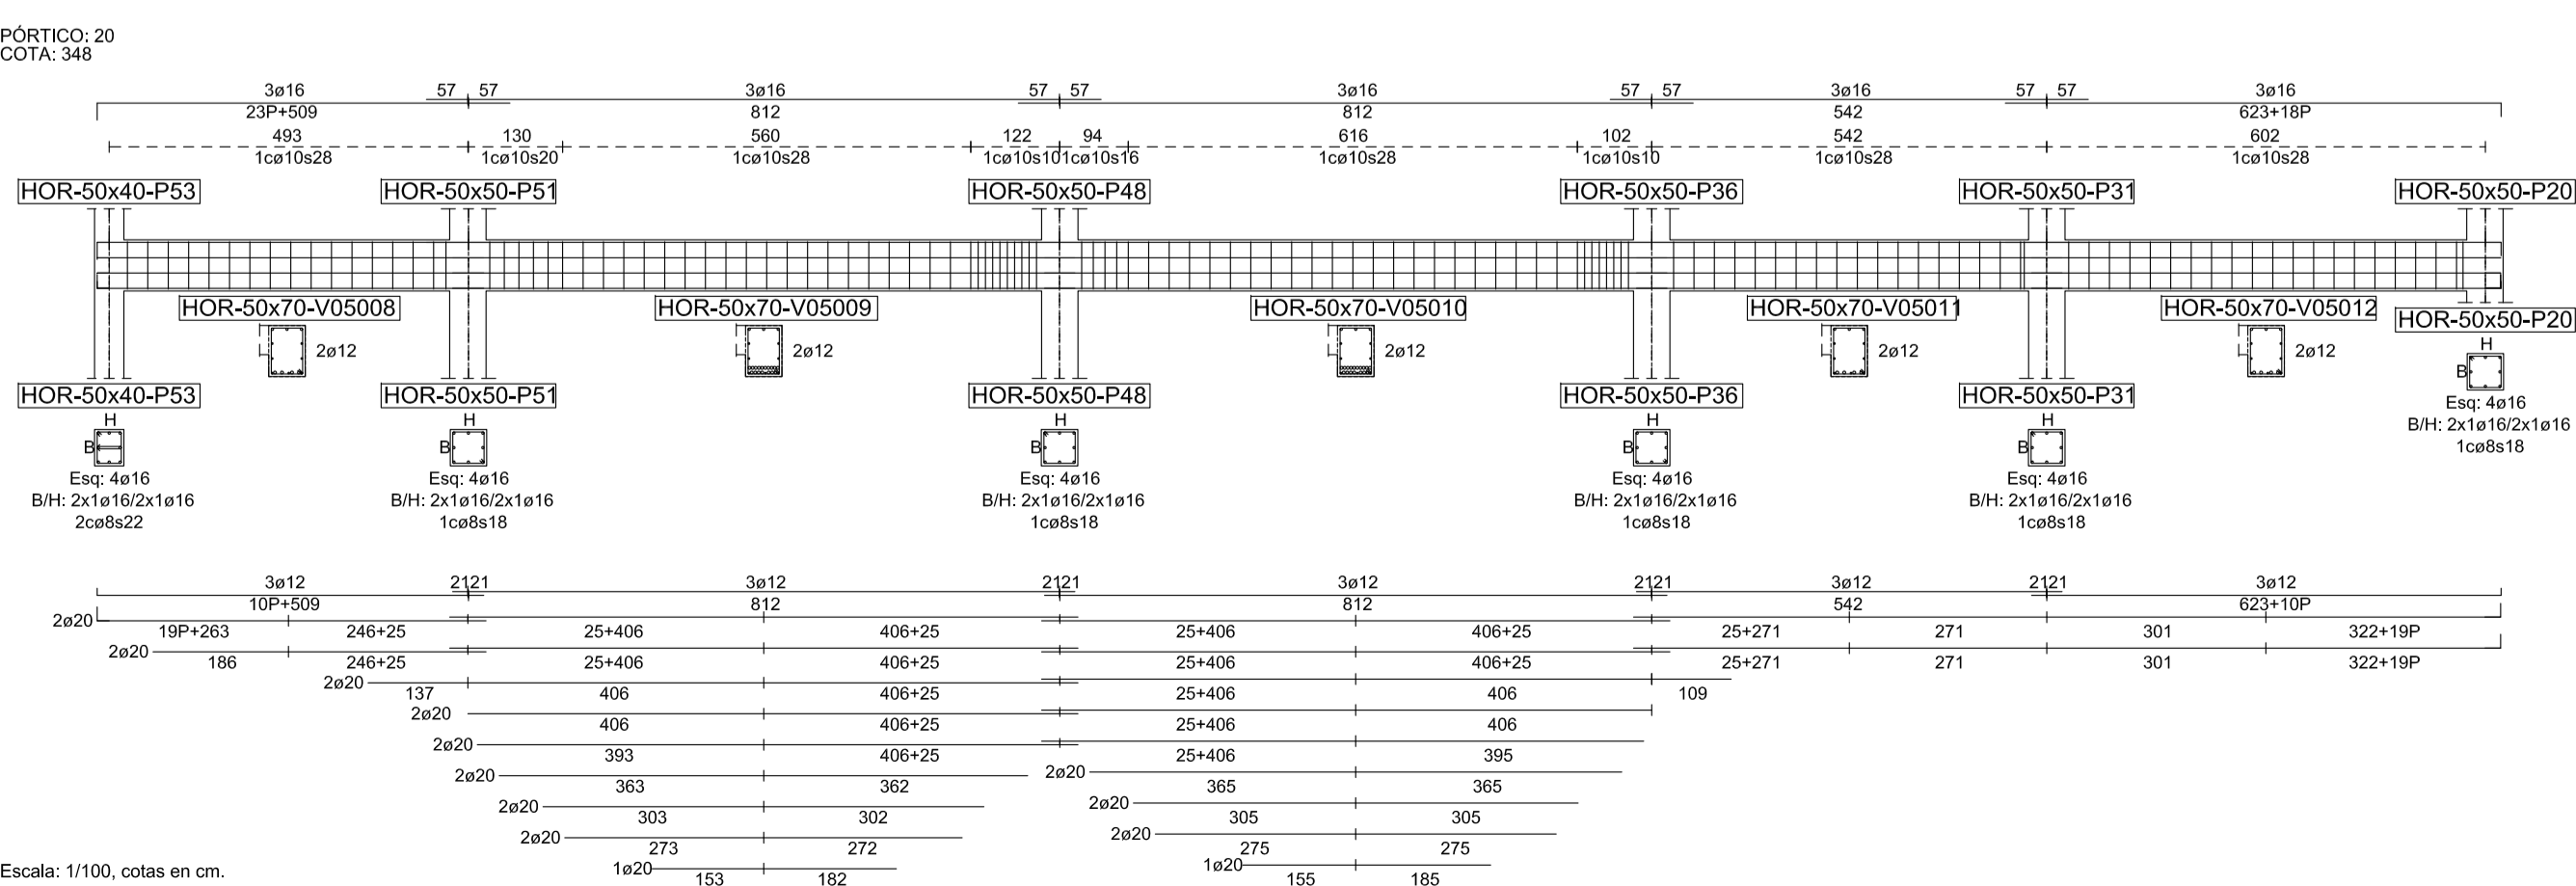 PÓRTICO: 20
COTA: 348
3ø16 57 57 3ø16 57 57 3ø16 57 57 3ø16 57 57 3ø16
23P+509 812 812 542 623+18P
493 130 560 122 94 616 102 542 602
1cø10s28 1cø10s20 1cø10s28 1cø10s10 1cø10s16 1cø10s28 1cø10s10 1cø10s28 1cø10s28
HOR-50x40-P53 HOR-50x50-P51 HOR-50x50-P48 HOR-50x50-P36 HOR-50x50-P31 HOR-50x50-P20
HOR-50x70-V05008 HOR-50x70-V05009 HOR-50x70-V05010 HOR-50x70-V05011 HOR-50x70-V05012 HOR-50x50-P20
2ø12 2ø12 2ø12 2ø12 2ø12
H
B
Esq: 4ø16
B/H: 2x1ø16/2x1ø16
1cø8s18
HOR-50x40-P53 HOR-50x50-P51 HOR-50x50-P48 HOR-50x50-P36 HOR-50x50-P31
H H H H H
B B B B B
Esq: 4ø16 Esq: 4ø16 Esq: 4ø16 Esq: 4ø16 Esq: 4ø16
B/H: 2x1ø16/2x1ø16 B/H: 2x1ø16/2x1ø16 B/H: 2x1ø16/2x1ø16 B/H: 2x1ø16/2x1ø16 B/H: 2x1ø16/2x1ø16
2cø8s22 1cø8s18 1cø8s18 1cø8s18 1cø8s18
3ø12 21 21 3ø12 21 21 3ø12 21 21 3ø12 21 21 3ø12
10P+509 812 812 542 623+10P
2ø20
19P+263 246+25 25+406 406+25 25+406 406+25 25+271 271 301 322+19P
2ø20
186 246+25 25+406 406+25 25+406 406+25 25+271 271 301 322+19P
2ø20
137 406 406+25 25+406 406 109
2ø20
406 406+25 25+406 406
2ø20
393 406+25 25+406 395
2ø20 2ø20
363 362 365 365
2ø20 2ø20
303 302 305 305
2ø20 2ø20
273 272 275 275
1ø20 1ø20
153 182 155 185
Escala: 1/100, cotas en cm.